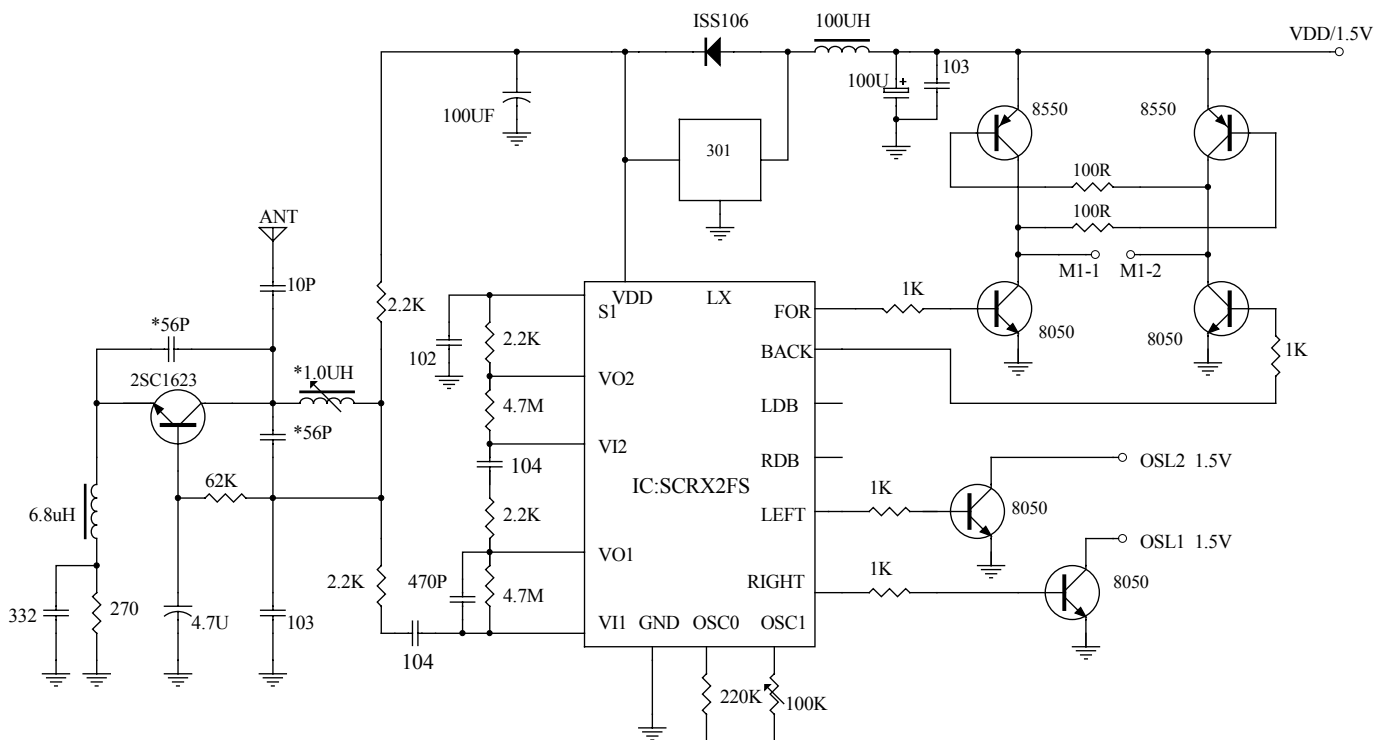 ISS106
100UH
VDD/1.5V
100UF
100U
+
103
8550
8550
301
100R
100R
ANT
10P
2.2K
M1-1
M1-2
*56P
2SC1623
*1.0UH
*56P
102
2.2K
4.7M
104
2.2K
470P
4.7M
VDD
LX
S1
VO2
VI2
VO1
VI1
GND
OSC0
OSC1
IC:SCRX2FS
FOR
BACK
LDB
RDB
LEFT
RIGHT
1K
8050
8050
1K
OSL2 1.5V
1K
8050
OSL1 1.5V
1K
8050
62K
6.8uH
2.2K
332
270
4.7U
103
104
220K
100K